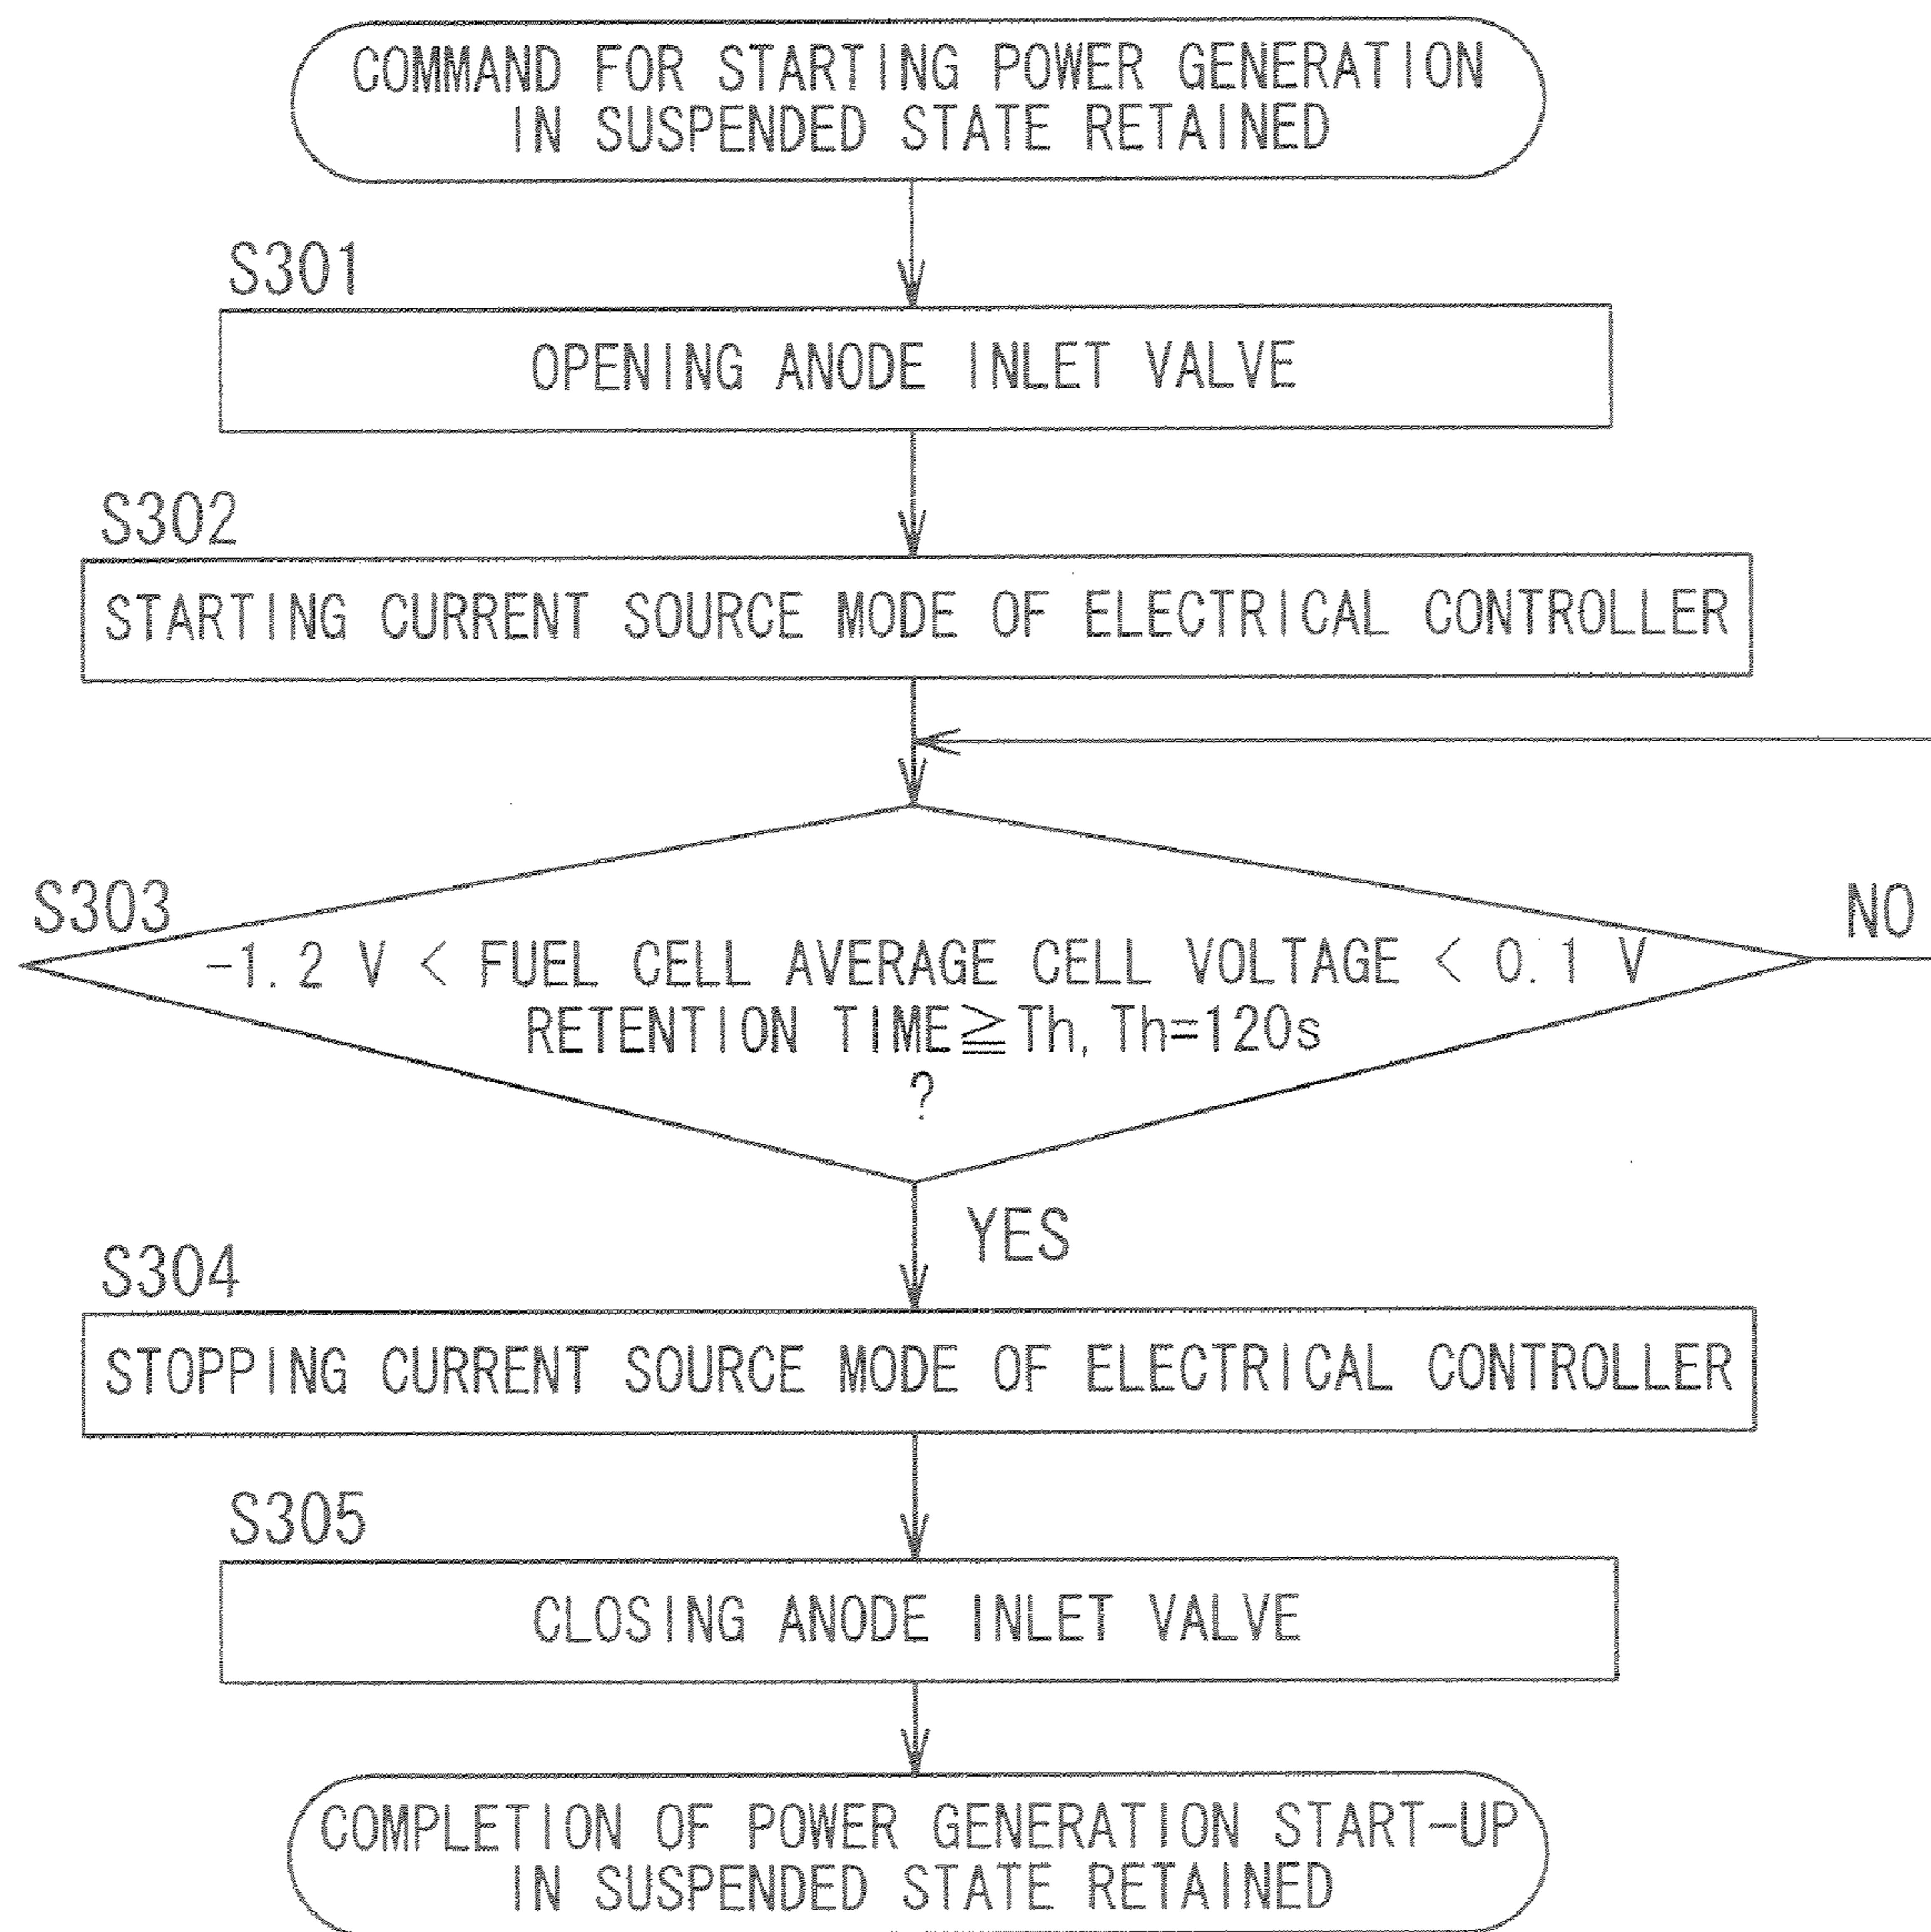 COMMAND FOR STARTING POWER GENERATION
IN SUSPENDED STATE RETAINED
S301
OPENING ANODE INLET VALVE
S302
STARTING CURRENT SOURCE MODE OF ELECTRICAL CONTROLLER
S303
NO
-1.2 V < FUEL CELL AVERAGE CELL VOLTAGE < 0.1 V
RETENTION TIME≧Th, Th=120s
?
YES
S304
STOPPING CURRENT SOURCE MODE OF ELECTRICAL CONTROLLER
S305
CLOSING ANODE INLET VALVE
COMPLETION OF POWER GENERATION START-UP
IN SUSPENDED STATE RETAINED